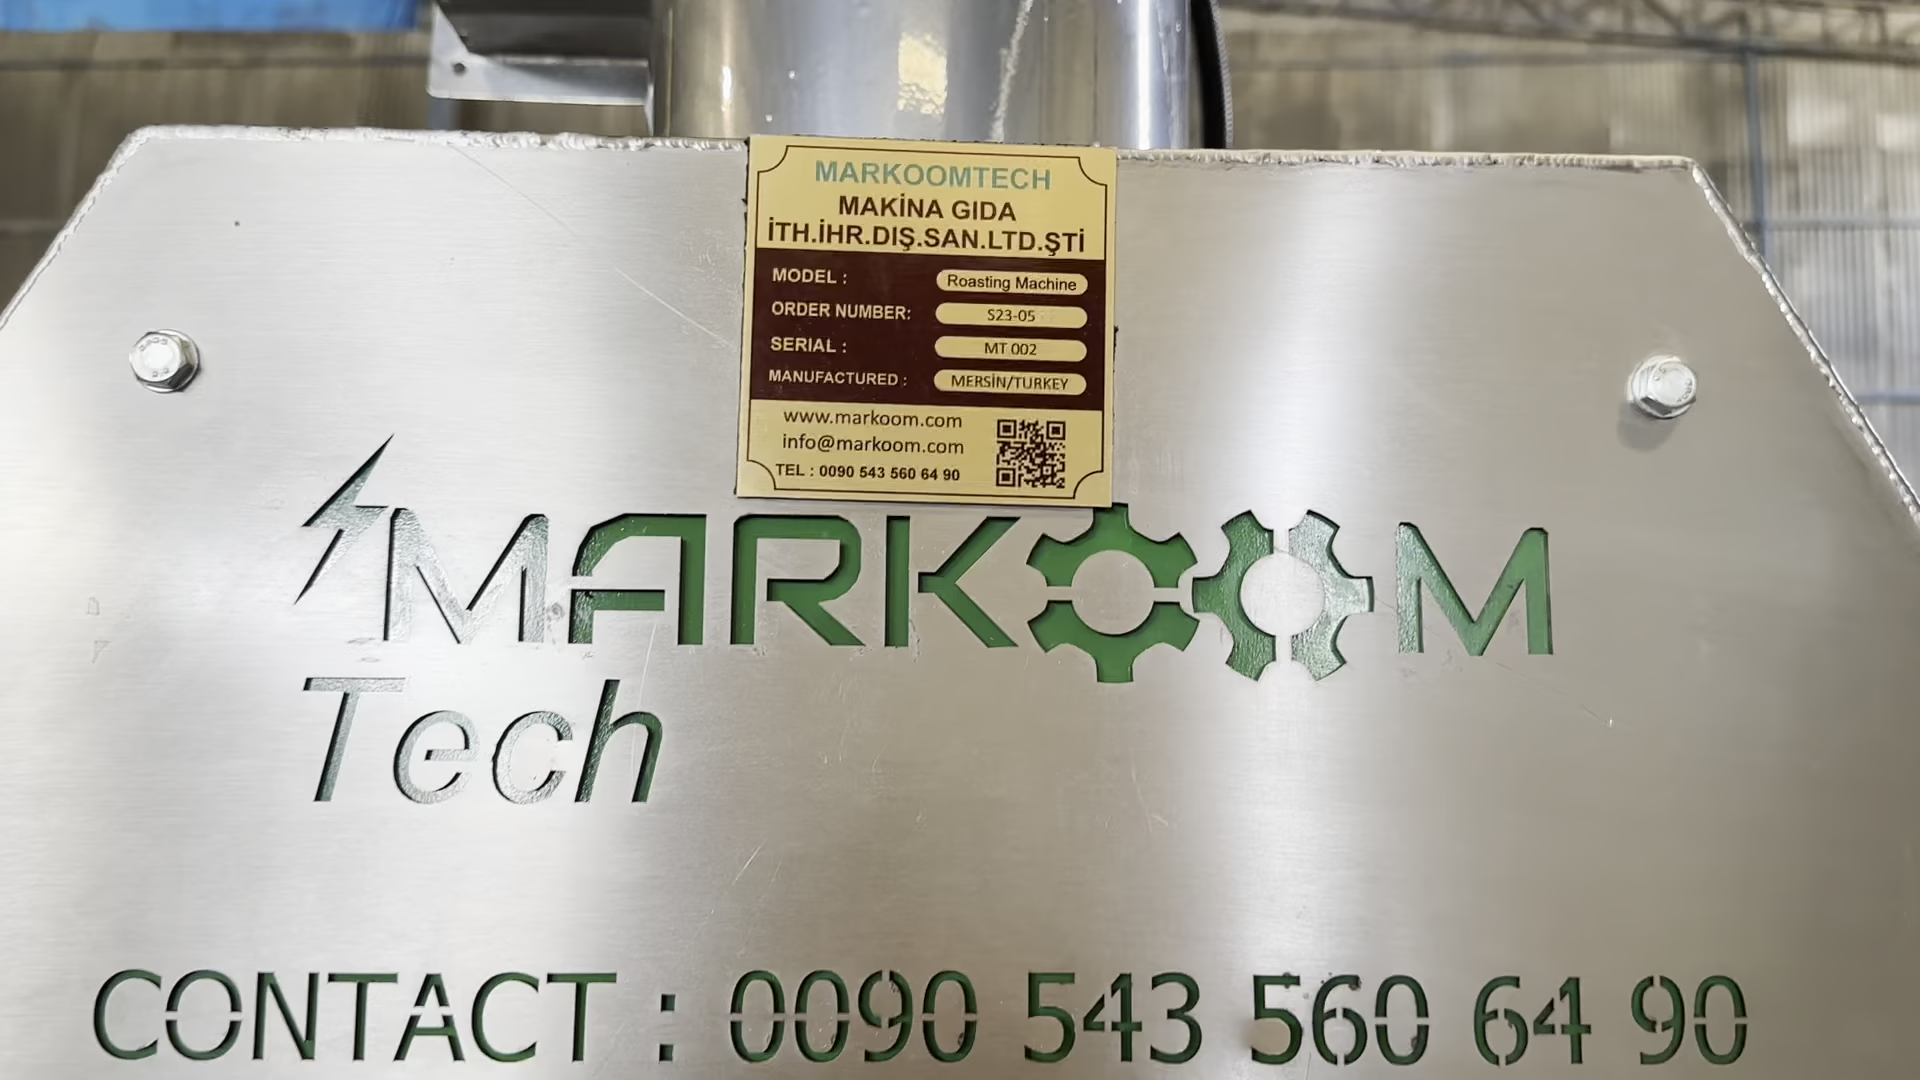 MARKOOMTECH
MAKİNA GIDA
İTH.İHR.DIŞ.SAN.LTD.ŞTİ
MODEL : Roasting Machine
ORDER NUMBER: S23-05
SERIAL : MT 002
MANUFACTURED : MERSİN/TURKEY
www.markoom.com
info@markoom.com
TEL : 0090 543 560 64 90
MARKOOM
Tech
CONTACT : 0090 543 560 64 90